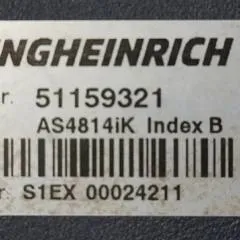 NGHEINRICH
r. 51159321
AS4814iK Index B
r. S1EX 00024211